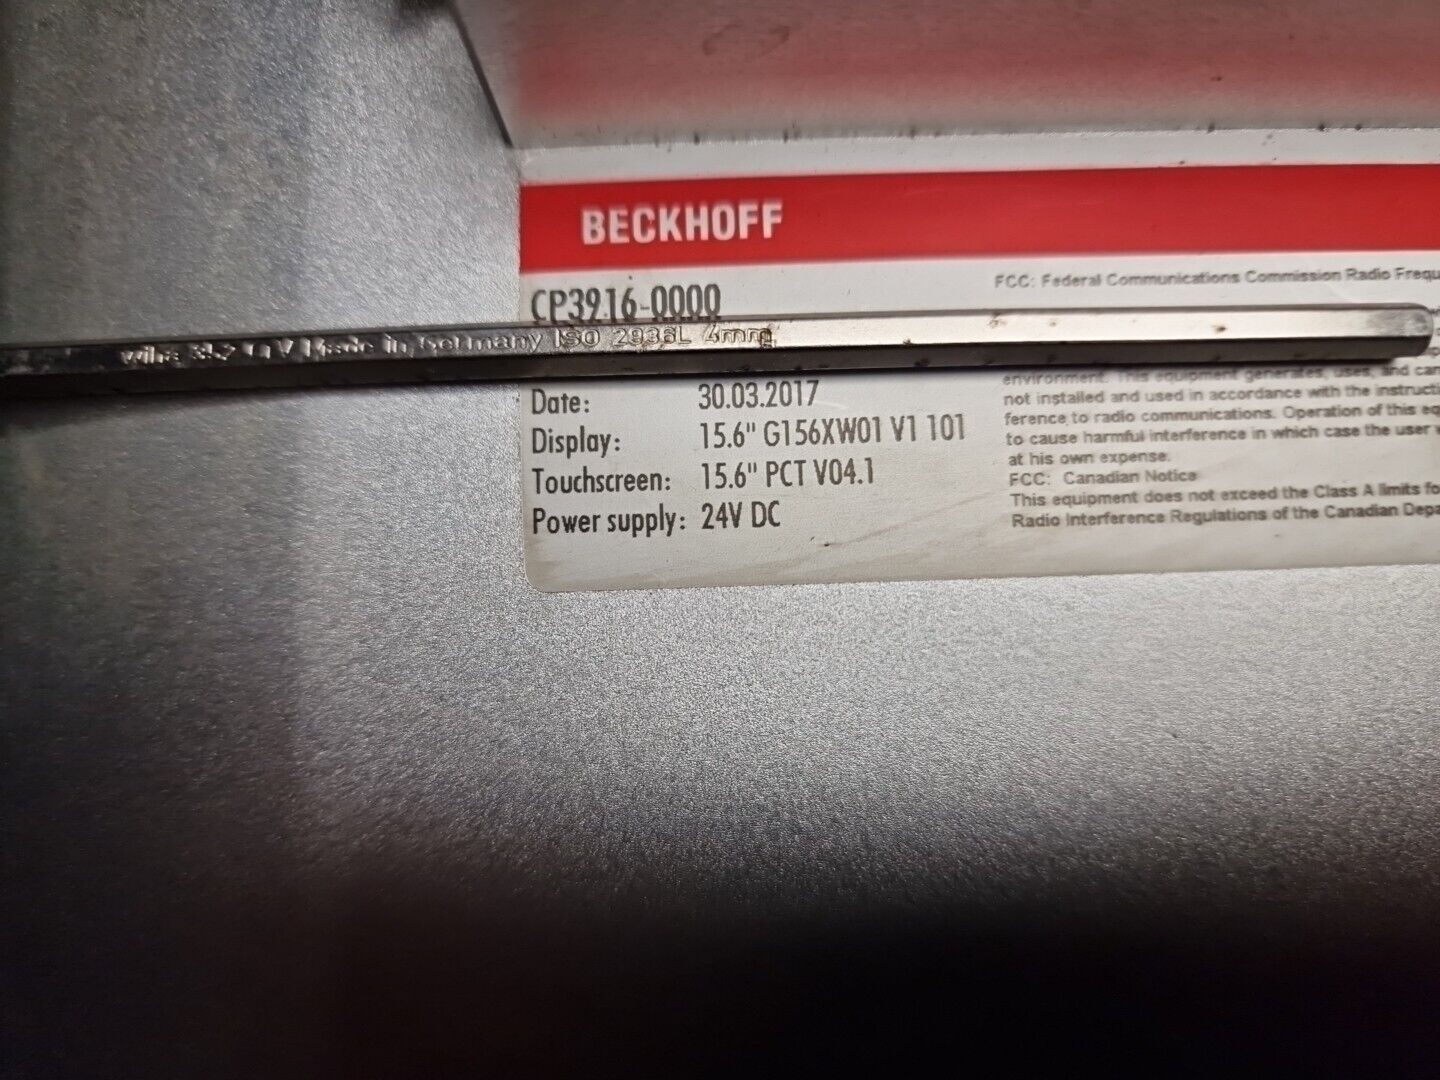 BECKHOFF
CP3916-0000
wiha Made in Germany ISO 2936L 4mm
Date: 30.03.2017
Display: 15.6" G156XW01 V1 101
Touchscreen: 15.6" PCT V04.1
Power supply: 24V DC
FCC: Federal Communications Commission Radio Frequ
environment. This equipment generates, uses, and can
not installed and used in accordance with the instructi
ference to radio communications. Operation of this eq
to cause harmful interference in which case the user
at his own expense.
FCC: Canadian Notice
This equipment does not exceed the Class A limits fo
Radio Interference Regulations of the Canadian Depa